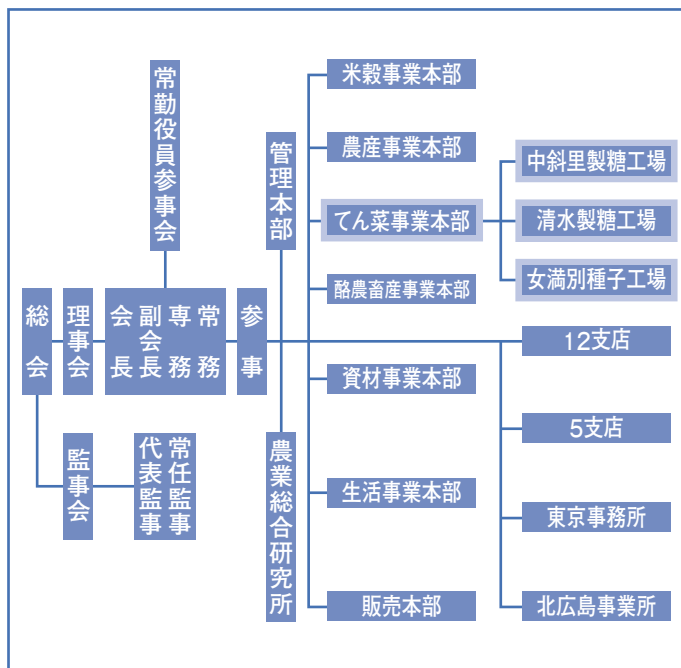 常勤役員参事会
総会
理事会
会長
副会長
専務
常務
参事
監事会
代表監事
常任監事
管理本部
農業総合研究所
米穀事業本部
農産事業本部
てん菜事業本部
酪農畜産事業本部
資材事業本部
生活事業本部
販売本部
中斜里製糖工場
清水製糖工場
女満別種子工場
12支店
5支店
東京事務所
北広島事業所